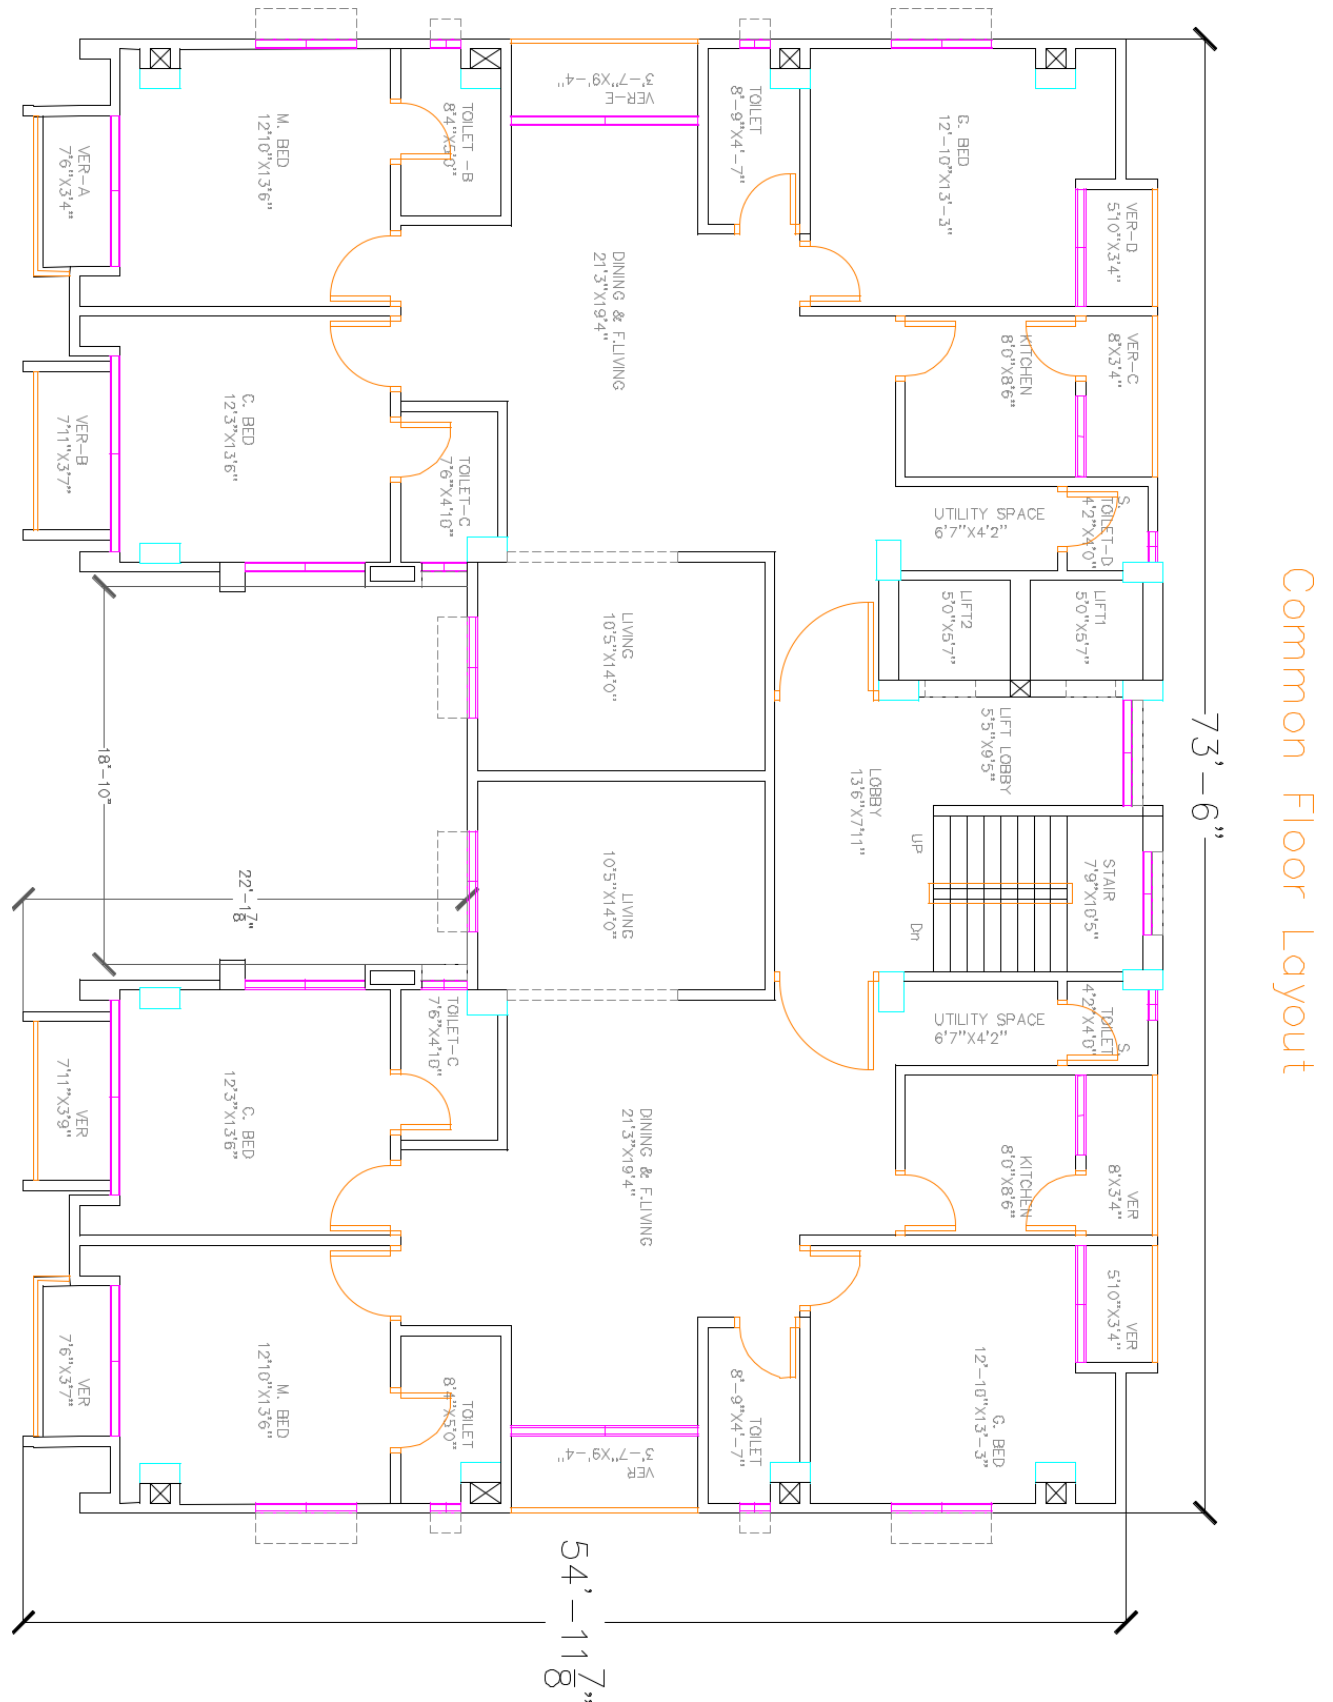 Common Floor Layout
73'-6"
54'-11 7/8"
18'-10"
22'-1 7/8"
M. BED
12'10"X13'6"
TOILET -B
8'4"X5'0"
VER-E
3'-7"X9'-4"
TOILET
8'-9"X4'-7"
G. BED
12'-10"X13'-3"
VER-A
7'6"X3'4"
VER-D
5'10"X3'4"
DINING & F.LIVING
21'3"X19'4"
KITCHEN
8'0"X8'6"
VER-C
8'X3'4"
VER-B
7'11"X3'7"
C. BED
12'3"X13'6"
TOILET-C
7'6"X4'10"
UTILITY SPACE
6'7"X4'2"
S.
TOILET-D
4'2"X4'0"
LIVING
10'5"X14'0"
LIFT2
5'0"X5'7"
LIFT1
5'0"X5'7"
LIFT LOBBY
5'5"X9'5"
LOBBY
13'6"X7'11"
UP
Dn
STAIR
7'9"X10'5"
LIVING
10'5"X14'0"
TOILET-C
7'6"X4'10"
UTILITY SPACE
6'7"X4'2"
S.
TOILET
4'2"X4'0"
VER
7'11"X3'9"
C. BED
12'3"X13'6"
DINING & F.LIVING
21'3"X19'4"
KITCHEN
8'0"X8'6"
VER
8'X3'4"
VER
5'10"X3'4"
VER
7'6"X3'7"
M. BED
12'10"X13'6"
TOILET
8'4"X5'0"
VER
3'-7"X9'-4"
TOILET
8'-9"X4'-7"
G. BED
12'-10"X13'-3"